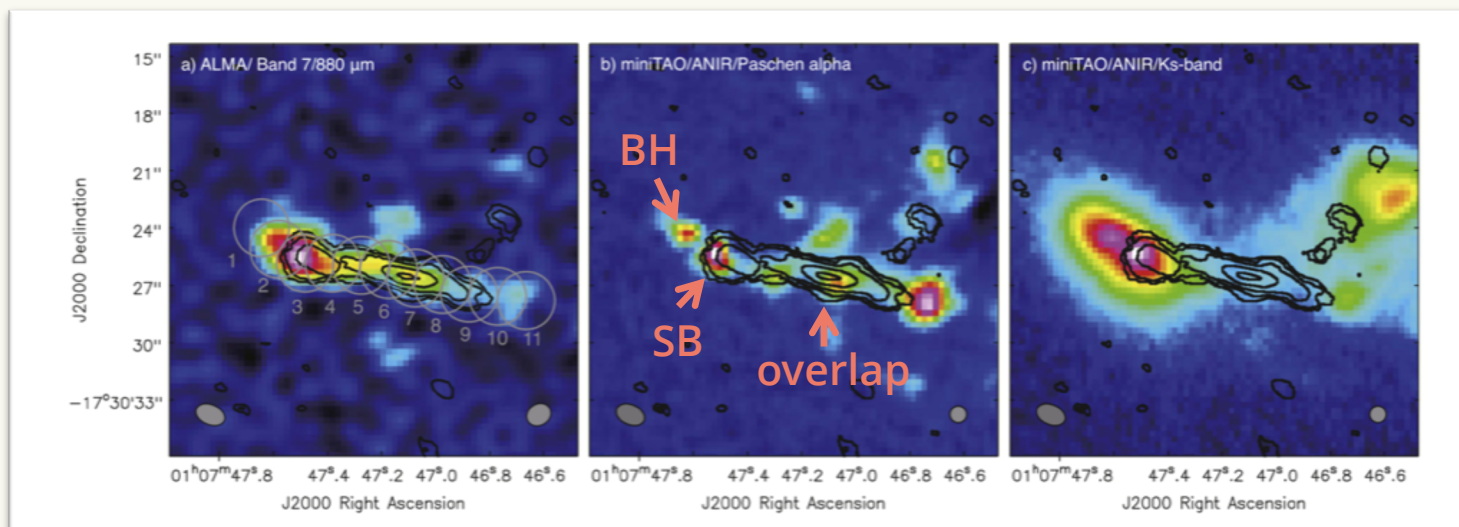 a) ALMA/ Band 7/880 μm
b) miniTAO/ANIR/Paschen alpha
c) miniTAO/ANIR/Ks-band
15"
18"
21"
24"
27"
30"
−17°30'33"
J2000 Declination
1
2
3
4
5
6
7
8
9
10
11
BH
SB
overlap
01ʰ07ᵐ47ˢ.6 47ˢ.4 47ˢ.2 47ˢ.0 46ˢ.8 46ˢ.6
J2000 Right Ascension
01ʰ07ᵐ47ˢ.6 47ˢ.4 47ˢ.2 47ˢ.0 46ˢ.8 46ˢ.6
J2000 Right Ascension
01ʰ07ᵐ47ˢ.6 47ˢ.4 47ˢ.2 47ˢ.0 46ˢ.8 46ˢ.6
J2000 Right Ascension